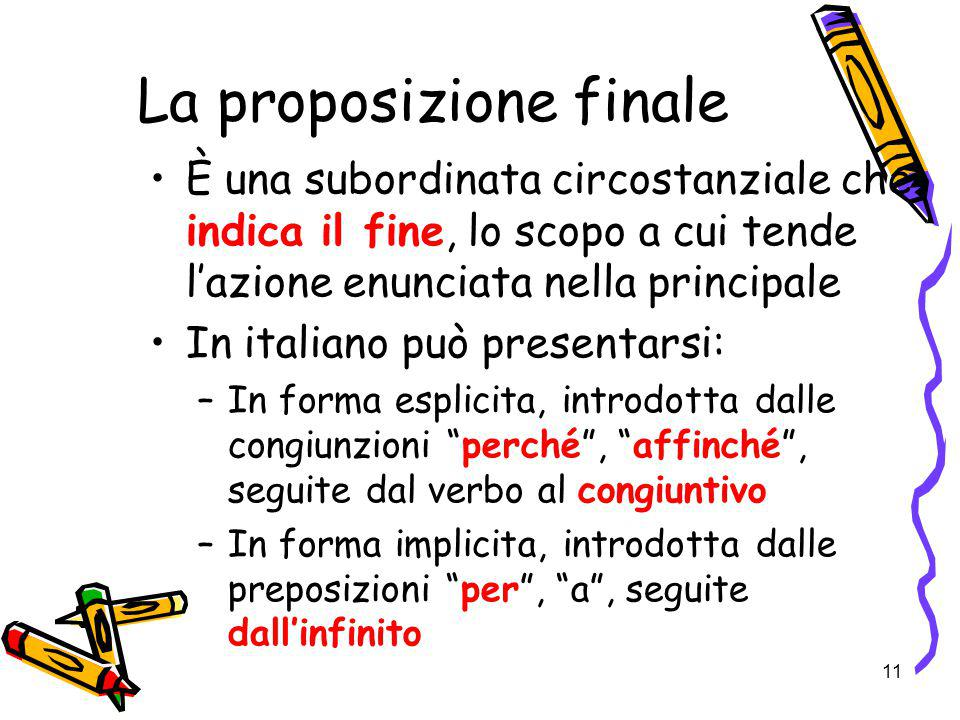 La proposizione finale
• È una subordinata circostanziale che
indica il fine, lo scopo a cui tende
l’azione enunciata nella principale
• In italiano può presentarsi:
– In forma esplicita, introdotta dalle
congiunzioni “perché”, “affinché”,
seguite dal verbo al congiuntivo
– In forma implicita, introdotta dalle
preposizioni “per”, “a”, seguite
dall’infinito
11